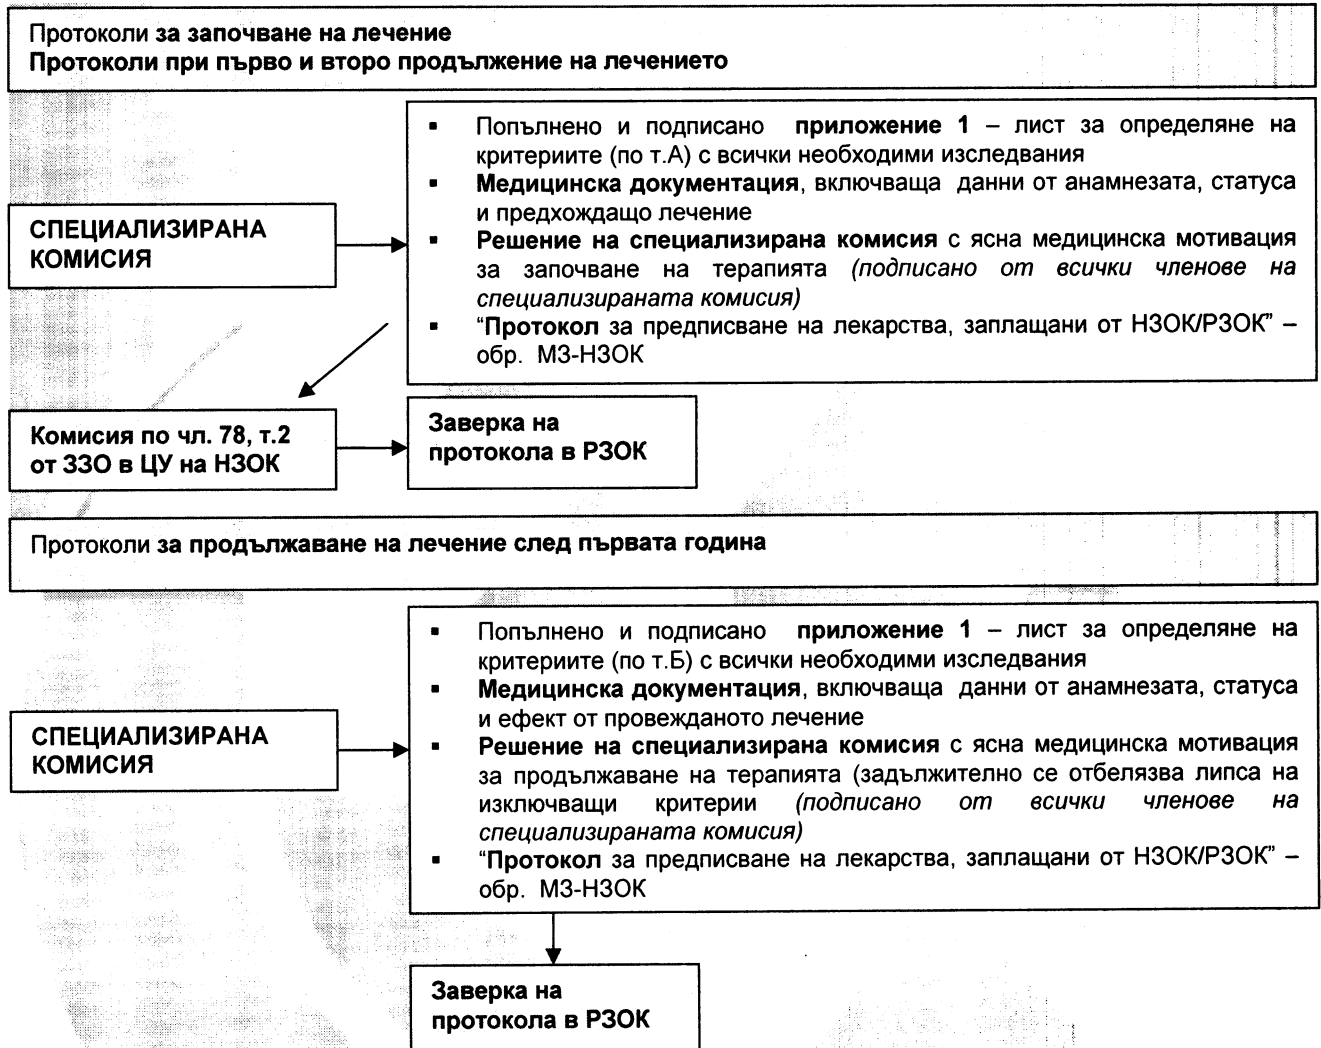 Протоколи за започване на лечение
Протоколи при първо и второ продължение на лечението
▪ Попълнено и подписано приложение 1 – лист за определяне на
критериите (по т.А) с всички необходими изследвания
▪ Медицинска документация, включваща данни от анамнезата, статуса
и предхождащо лечение
СПЕЦИАЛИЗИРАНА
КОМИСИЯ
▪ Решение на специализирана комисия с ясна медицинска мотивация
за започване на терапията (подписано от всички членове на
специализираната комисия)
▪ “Протокол за предписване на лекарства, заплащани от НЗОК/РЗОК” –
обр. МЗ-НЗОК
Комисия по чл. 78, т.2
от ЗЗО в ЦУ на НЗОК
Заверка на
протокола в РЗОК
Протоколи за продължаване на лечение след първата година
▪ Попълнено и подписано приложение 1 – лист за определяне на
критериите (по т.Б) с всички необходими изследвания
▪ Медицинска документация, включваща данни от анамнезата, статуса
и ефект от провежданото лечение
СПЕЦИАЛИЗИРАНА
КОМИСИЯ
▪ Решение на специализирана комисия с ясна медицинска мотивация
за продължаване на терапията (задължително се отбелязва липса на
изключващи критерии (подписано от всички членове на
специализираната комисия)
▪ “Протокол за предписване на лекарства, заплащани от НЗОК/РЗОК” –
обр. МЗ-НЗОК
Заверка на
протокола в РЗОК